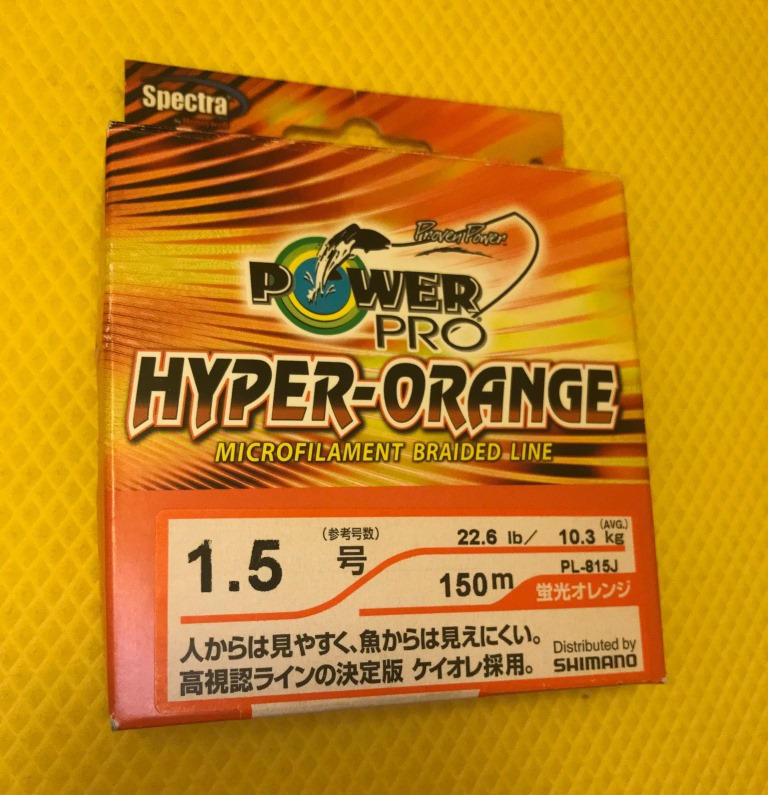 Spectra
Proven Power
POWER
PRO
HYPER-ORANGE
MICROFILAMENT BRAIDED LINE
1.5
(参考号数)
号
22.6 lb/ 10.3 kg
(AVG.)
150m
PL-815J
蛍光オレンジ
人からは見やすく、魚からは見えにくい。
高視認ラインの決定版 ケイオレ採用。
Distributed by
SHIMANO